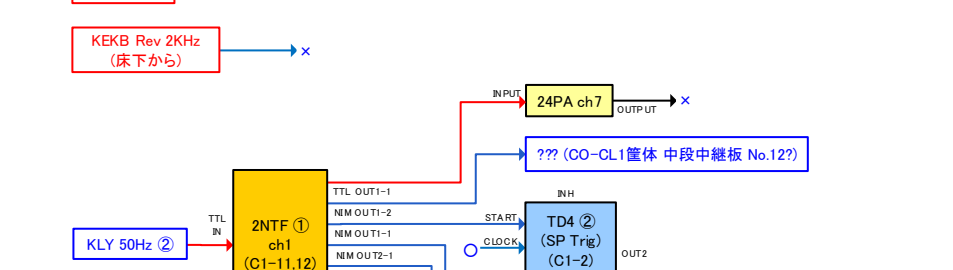 KEKB Rev 2KHz
(床下から)
×
INPUT
24PA ch7
OUTPUT
×
??? (CO-CL1筐体 中段中継板 No.12?)
TTL OUT1-1
INH
NIM OUT1-2
START
TTL
IN
2NTF ①
ch1
(C1-11,12)
KLY 50Hz ②
NIM OUT1-1
CLOCK
TD4 ②
(SP Trig)
(C1-2)
OUT2
NIM OUT2-1